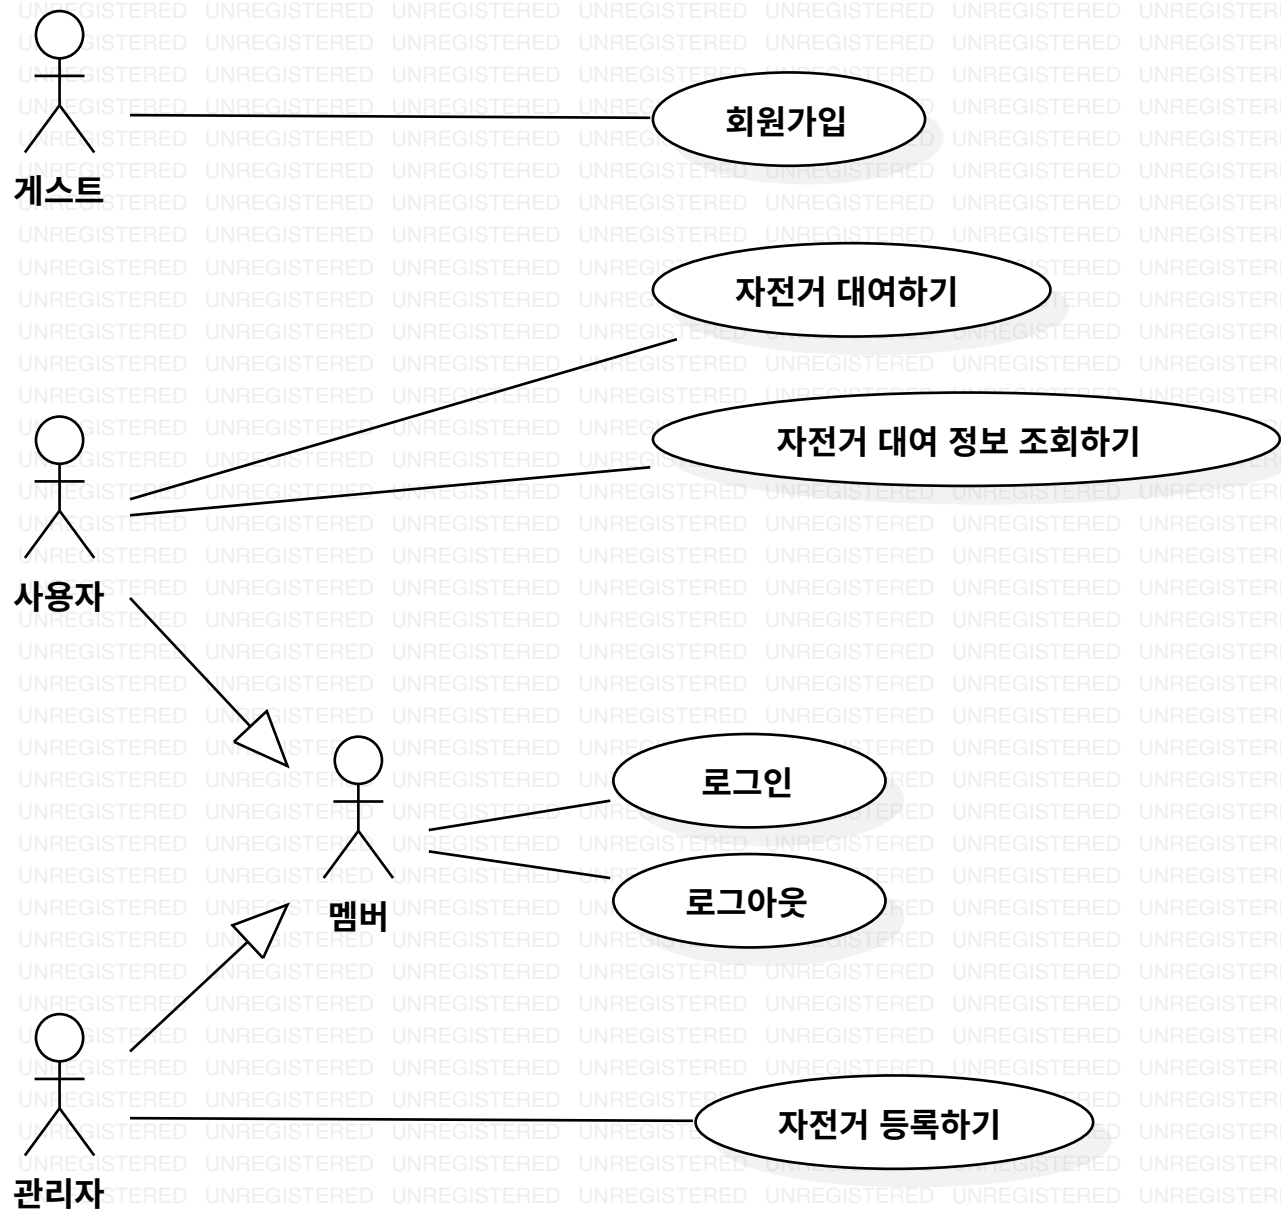 게스트
회원가입
자전거 대여하기
자전거 대여 정보 조회하기
사용자
멤버
로그인
로그아웃
관리자
자전거 등록하기
UNREGISTERED